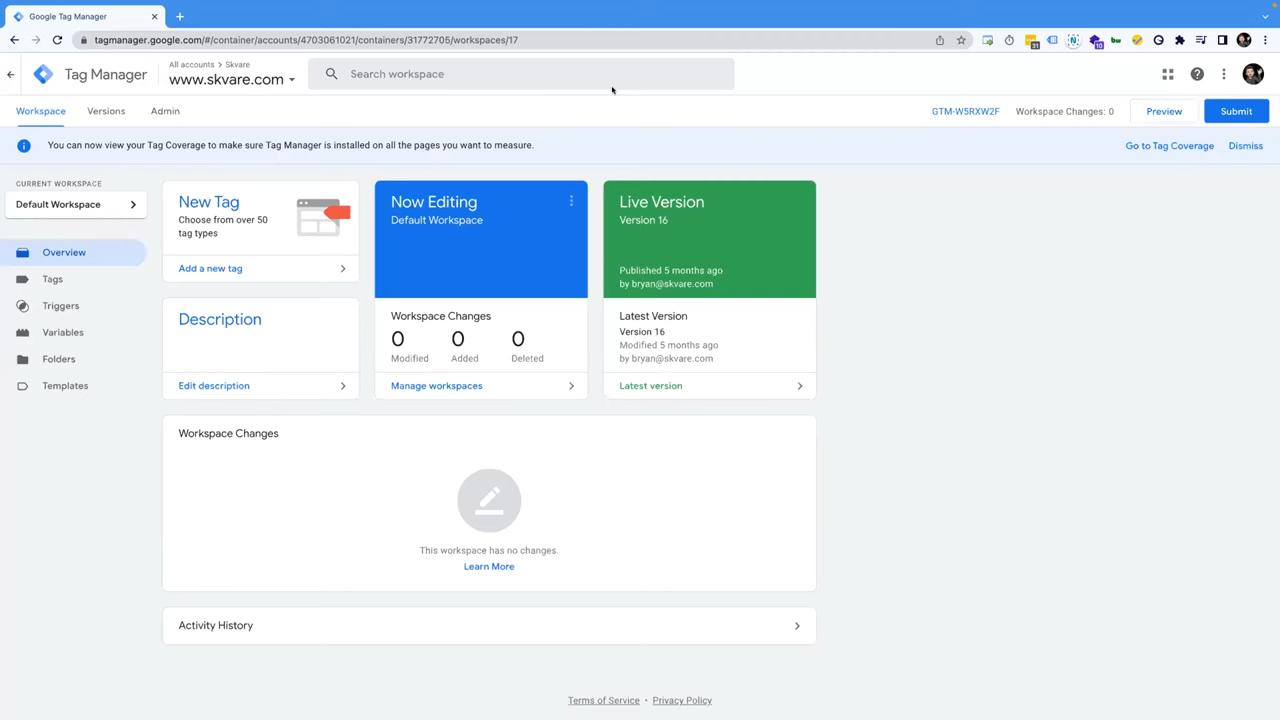 Google Tag Manager
tagmanager.google.com/#/container/accounts/4703061021/containers/31772705/workspaces/17
Tag Manager
All accounts > Skvare
www.skvare.com
Search workspace
Workspace
Versions
Admin
GTM-W5RXW2F
Workspace Changes: 0
Preview
Submit
You can now view your Tag Coverage to make sure Tag Manager is installed on all the pages you want to measure.
Go to Tag Coverage
Dismiss
CURRENT WORKSPACE
Default Workspace
Overview
Tags
Triggers
Variables
Folders
Templates
New Tag
Choose from over 50
tag types
Add a new tag
Description
Edit description
Now Editing
Default Workspace
Workspace Changes
0 0 0
Modified Added Deleted
Manage workspaces
Live Version
Version 16
Published 5 months ago
by bryan@skvare.com
Latest Version
Version 16
Modified 5 months ago
by bryan@skvare.com
Latest version
Workspace Changes
This workspace has no changes.
Learn More
Activity History
Terms of Service • Privacy Policy